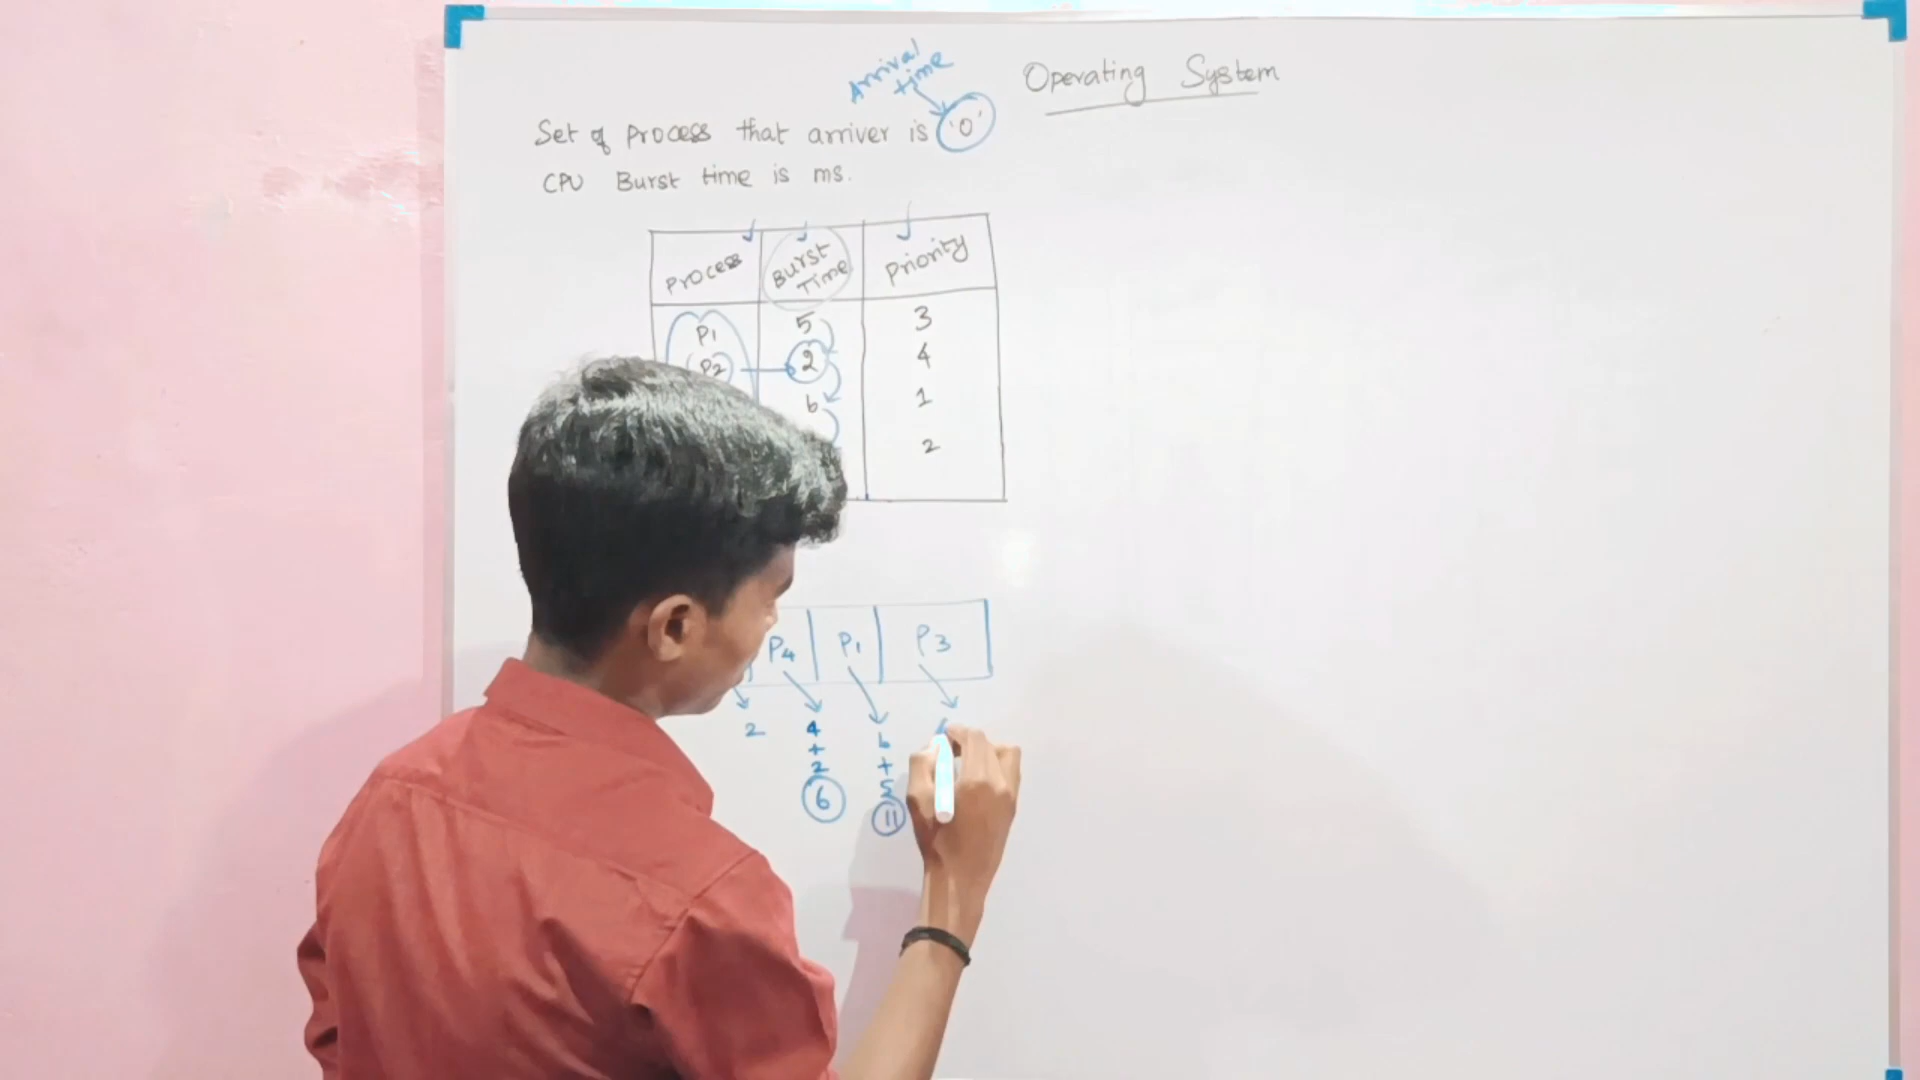 Operating System
Arrival
time
Set of process that arriver is '0'
CPU Burst time is ms.
Process Burst Time Priority
P1 5 3
P2 2 4
6 1
2
P4 P1 P3
2 4 + 2 6 + 5
6 11